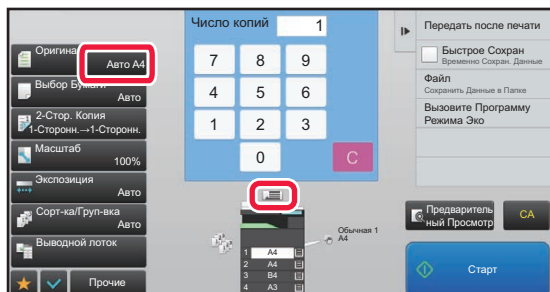 Число копий 1
Оригина
Авто A4
Выбор Бумаги
Авто
2-Стор. Копия
1-Сторонн.→1-Сторонн.
Масштаб
100%
Экспозиция
Авто
Сорт-ка/Груп-вка
Авто
Выводной лоток
Прочие
7 8 9
4 5 6
1 2 3
0 C
Обычная 1
A4
1 A4
2 A4
3 B4
4 A3
Передать после печати
Быстрое Сохран
Временно Сохран. Данные
Файл
Сохранить Данные в Папке
Вызовите Программу
Режима Эко
Предваритель
ный Просмотр
CA
Старт